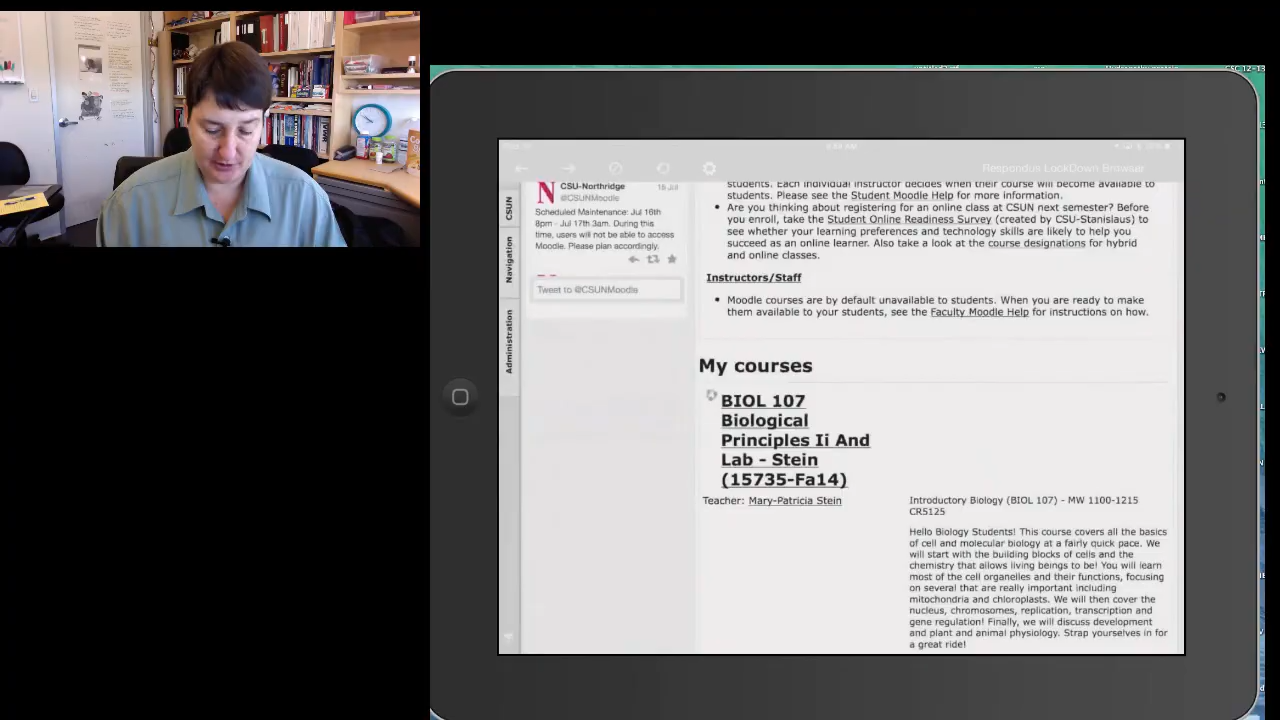 Respondus LockDown Browser
CSUN
Navigation
Administration
CSU-Northridge
@CSUNMoodle
Scheduled Maintenance: Jul 16th
8pm - Jul 17th 3am. During this
time, users will not be able to access
Moodle. Please plan accordingly.
Tweet to @CSUNMoodle
students. Each individual instructor decides when their course will become available to
students. Please see the Student Moodle Help for more information.
Are you thinking about registering for an online class at CSUN next semester? Before
you enroll, take the Student Online Readiness Survey (created by CSU-Stanislaus) to
see whether your learning preferences and technology skills are likely to help you
succeed as an online learner. Also take a look at the course designations for hybrid
and online classes.
Instructors/Staff
Moodle courses are by default unavailable to students. When you are ready to make
them available to your students, see the Faculty Moodle Help for instructions on how.
My courses
BIOL 107
Biological
Principles Ii And
Lab - Stein
(15735-Fa14)
Teacher: Mary-Patricia Stein
Introductory Biology (BIOL 107) - MW 1100-1215
CR5125
Hello Biology Students! This course covers all the basics
of cell and molecular biology at a fairly quick pace. We
will start with the building blocks of cells and the
chemistry that allows living beings to be! You will learn
most of the cell organelles and their functions, focusing
on several that are really important including
mitochondria and chloroplasts. We will then cover the
nucleus, chromosomes, replication, transcription and
gene regulation! Finally, we will discuss development
and plant and animal physiology. Strap yourselves in for
a great ride!